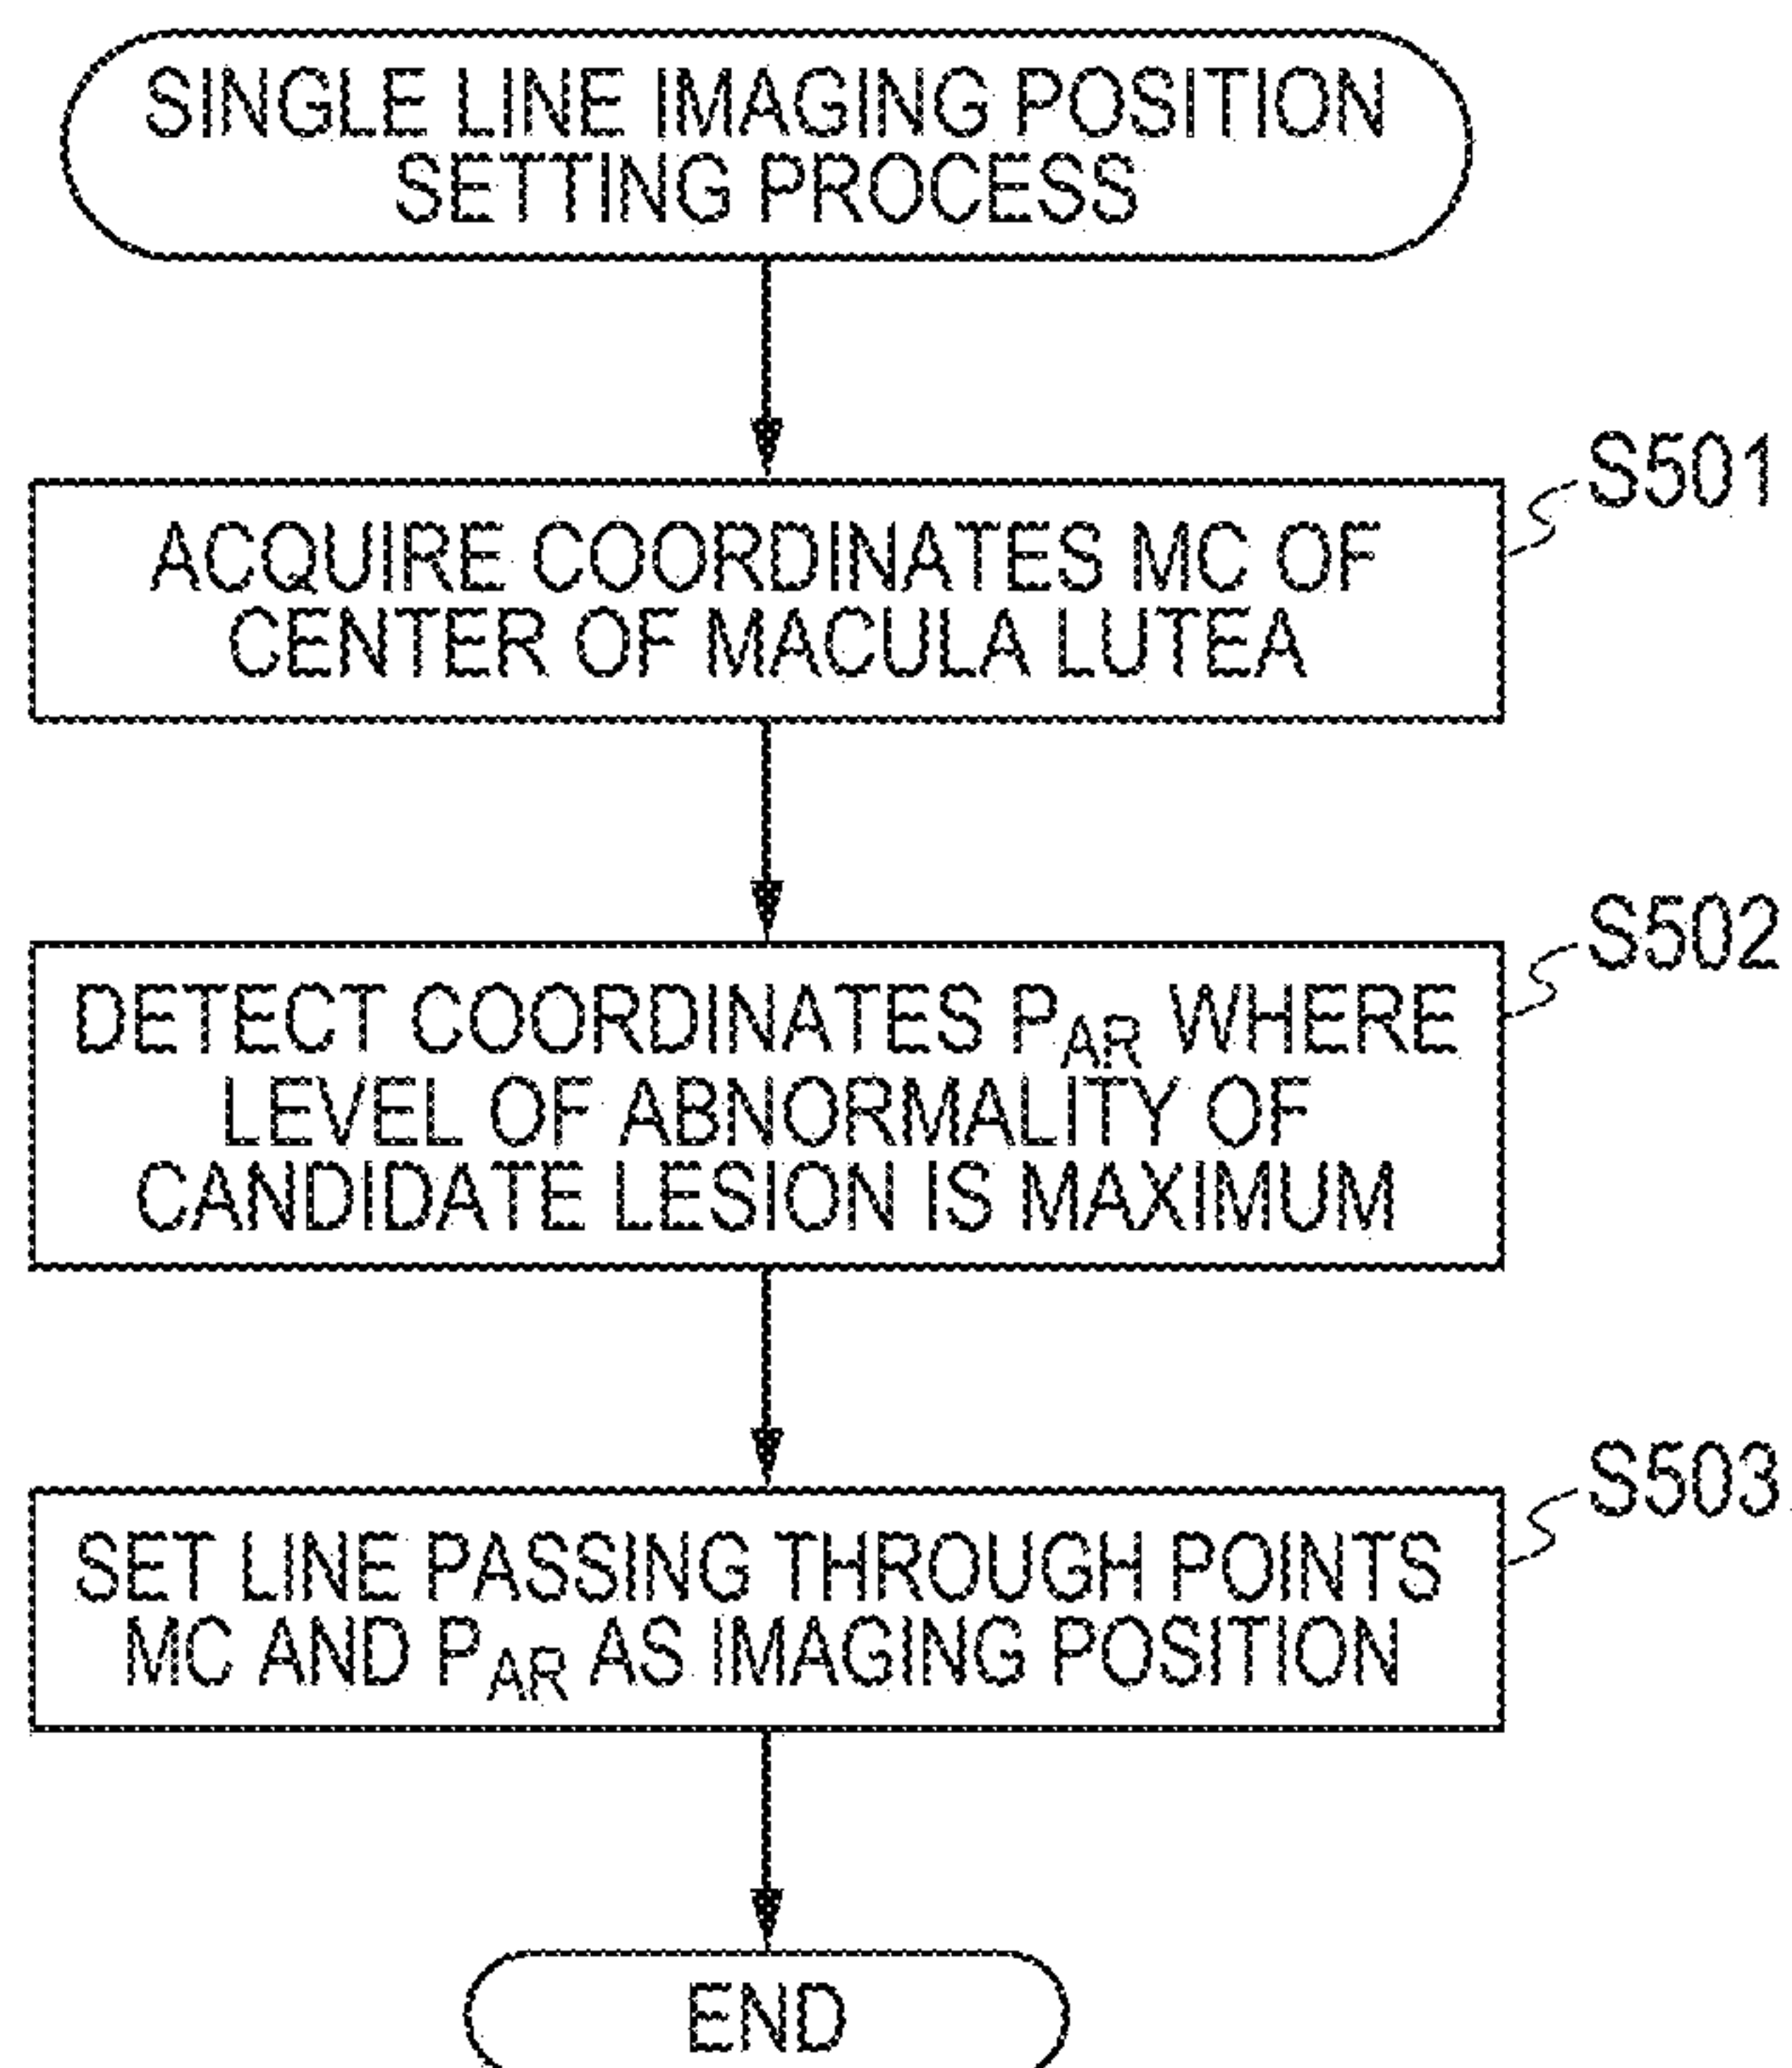 SINGLE LINE IMAGING POSITION
SETTING PROCESS
S501
ACQUIRE COORDINATES MC OF
CENTER OF MACULA LUTEA
S502
DETECT COORDINATES PAR WHERE
LEVEL OF ABNORMALITY OF
CANDIDATE LESION IS MAXIMUM
S503
SET LINE PASSING THROUGH POINTS
MC AND PAR AS IMAGING POSITION
END